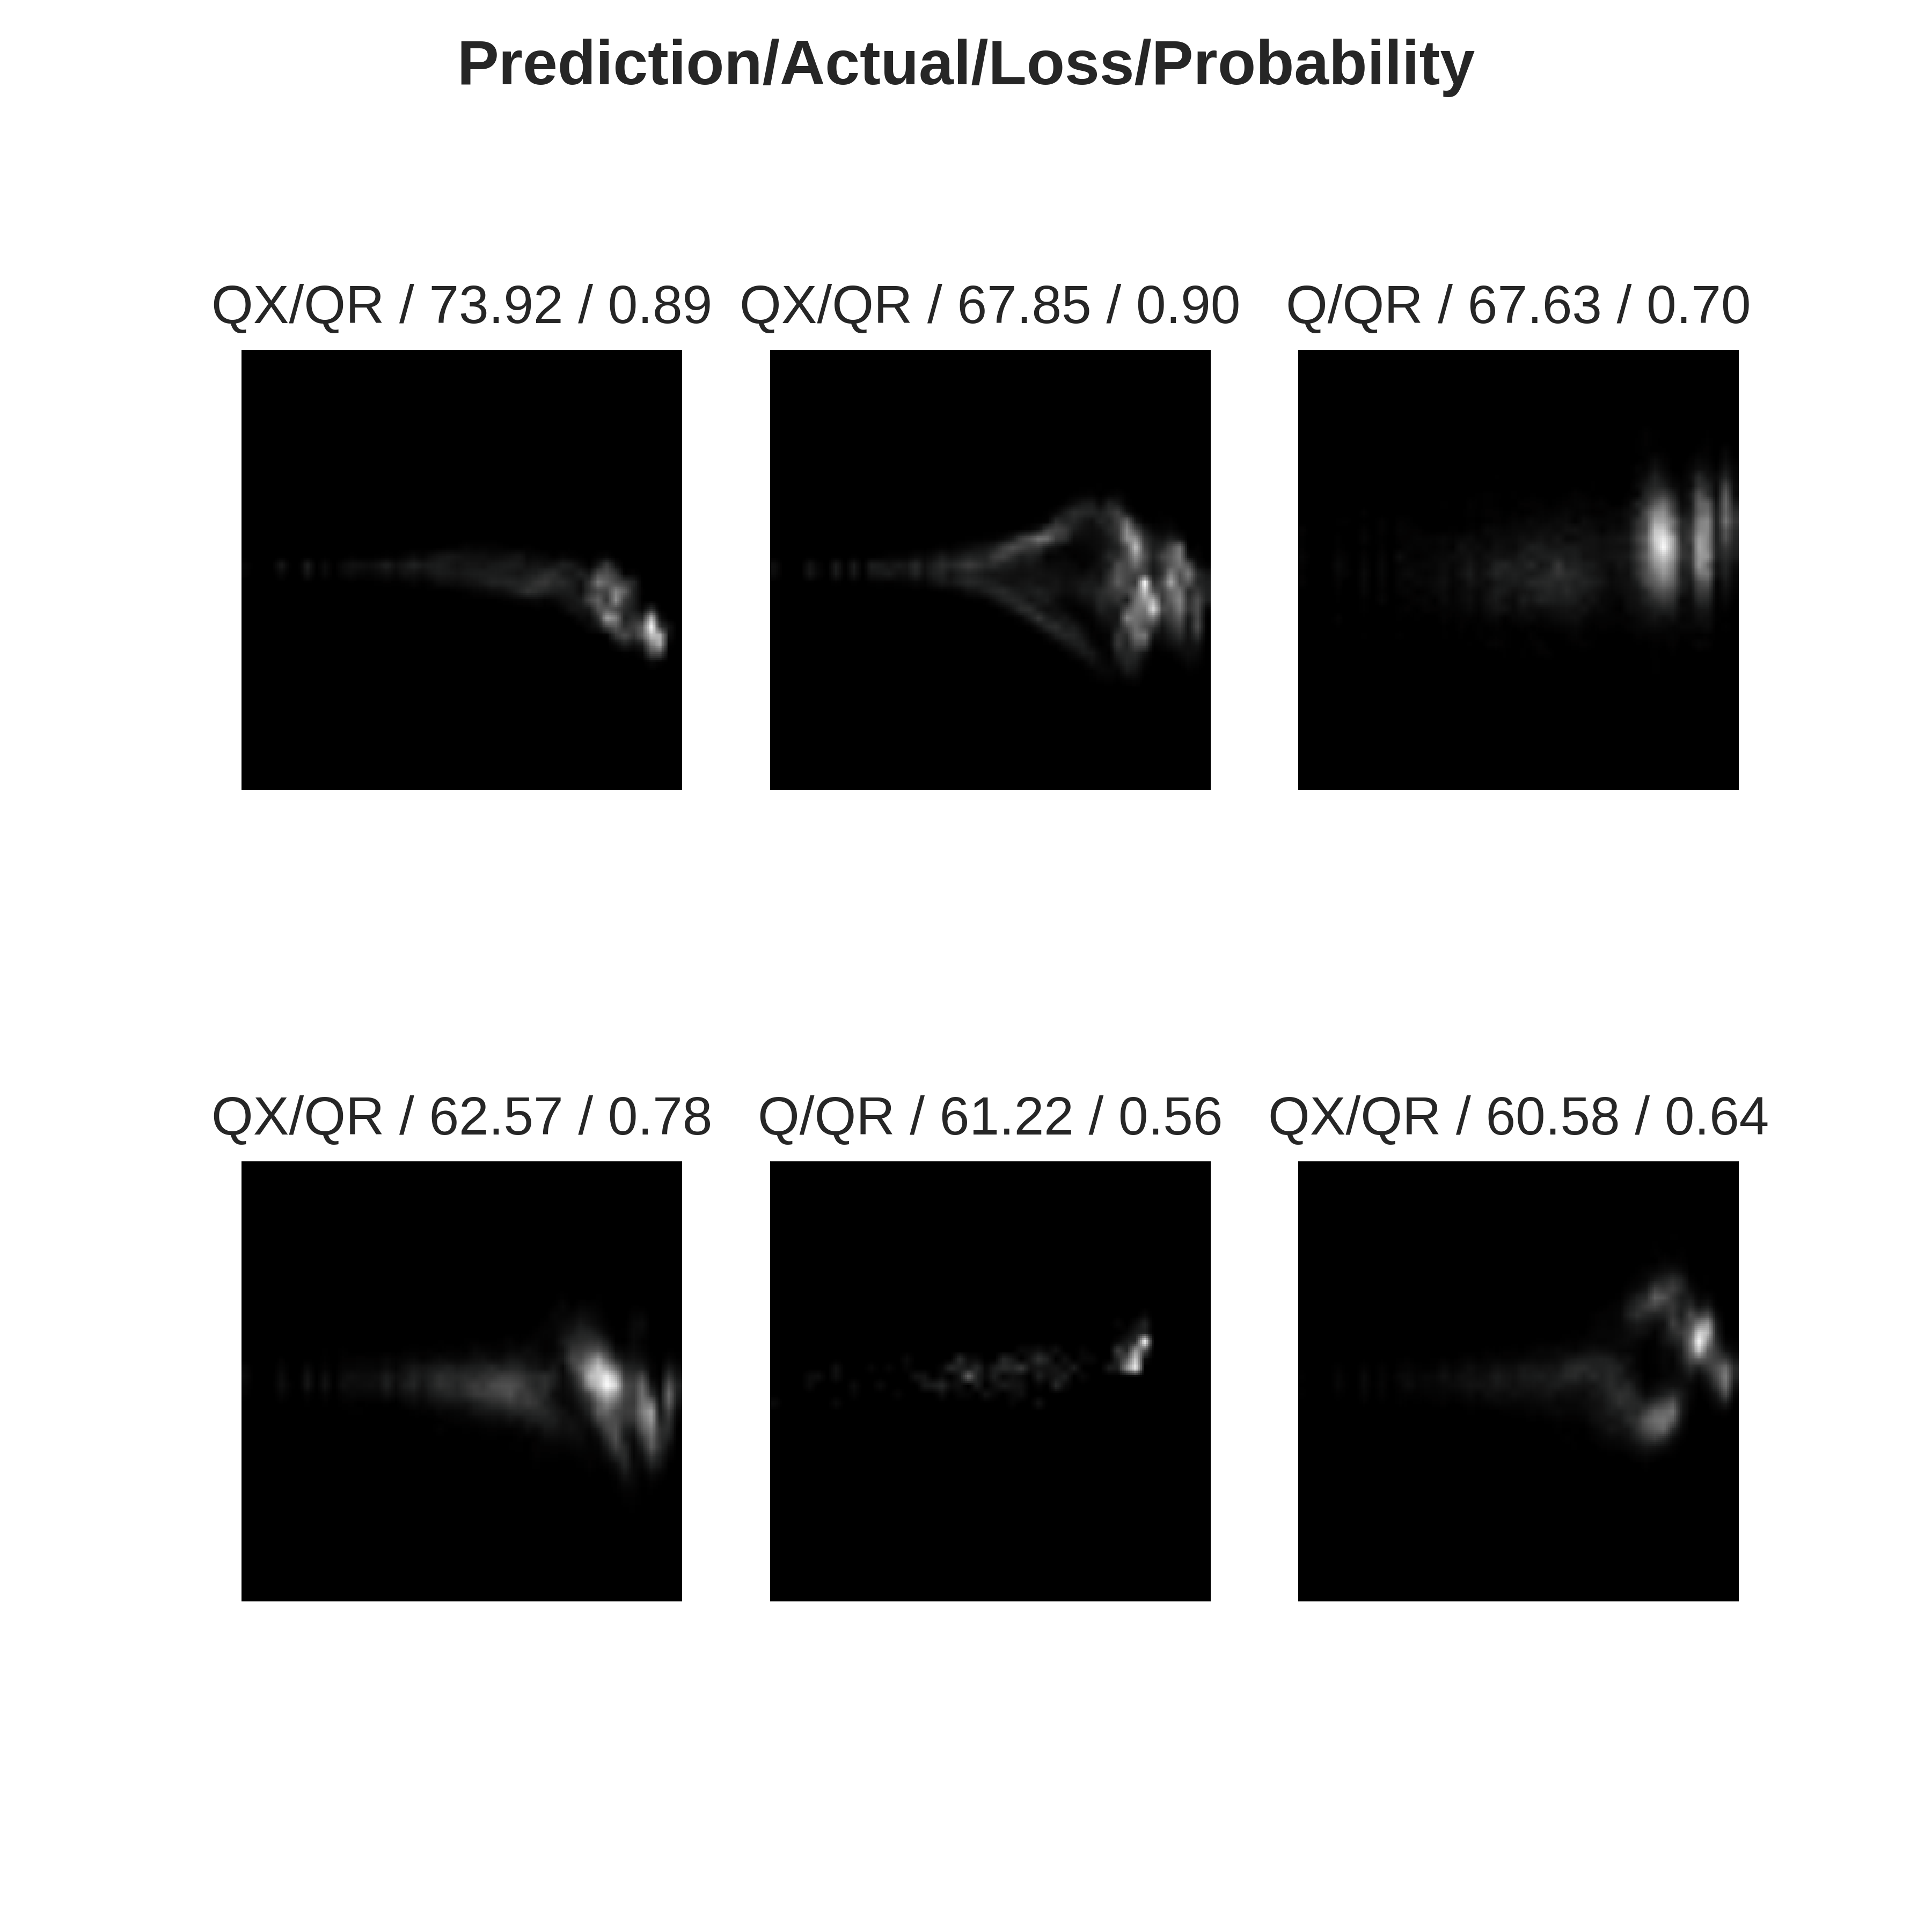 Prediction/Actual/Loss/Probability
QX/QR / 73.92 / 0.89
QX/QR / 67.85 / 0.90
Q/QR / 67.63 / 0.70
QX/QR / 62.57 / 0.78
Q/QR / 61.22 / 0.56
QX/QR / 60.58 / 0.64